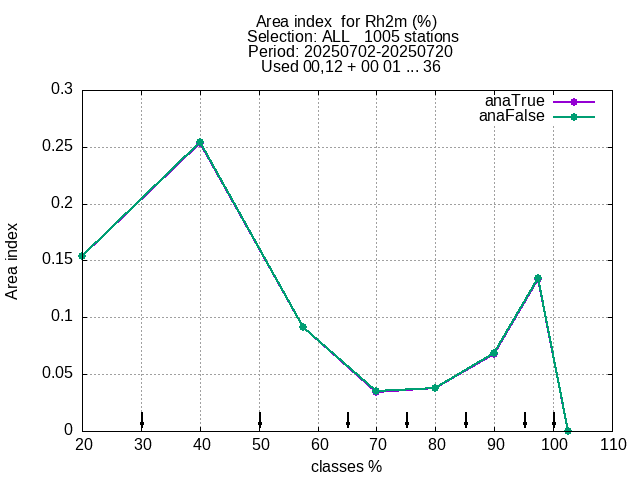 Area index  for Rh2m (%)
Selection: ALL   1005 stations
Period: 20250702-20250720
Used 00,12 + 00 01 ... 36
anaTrue
anaFalse
0.3
0.25
0.2
0.15
0.1
0.05
0
Area index
20 30 40 50 60 70 80 90 100 110
classes %